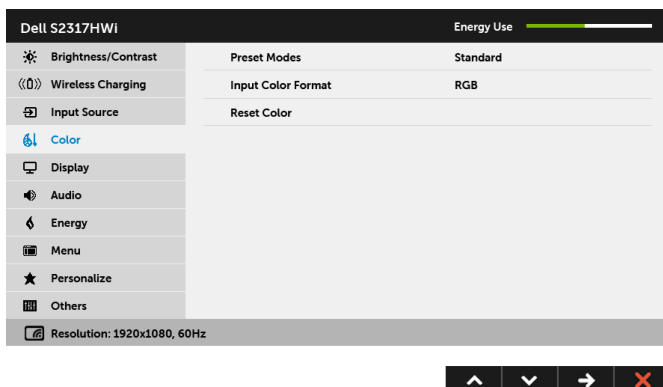 Dell S2317HWi Energy Use
Brightness/Contrast Preset Modes Standard
Wireless Charging Input Color Format RGB
Input Source Reset Color
Color
Display
Audio
Energy
Menu
Personalize
Others
Resolution: 1920x1080, 60Hz